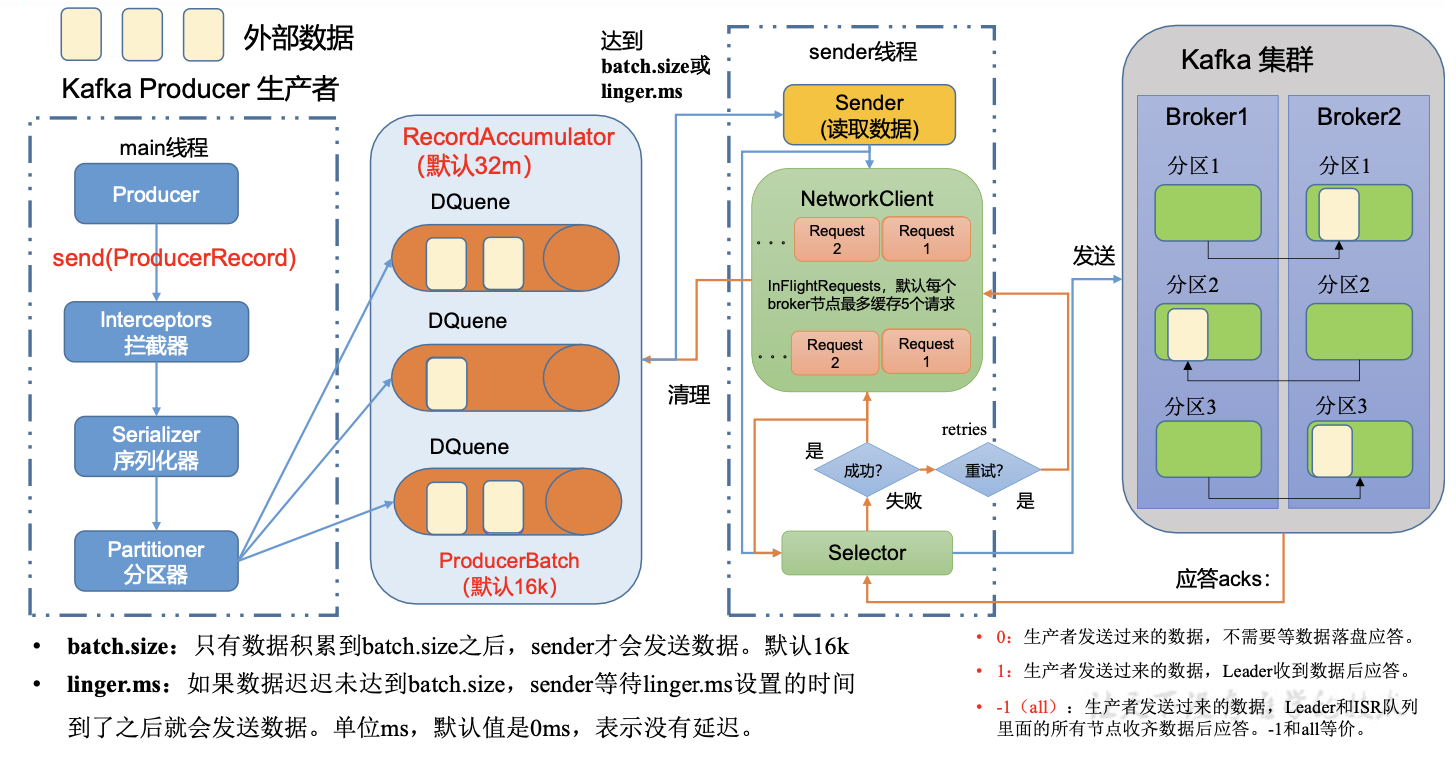 外部数据
Kafka Producer 生产者
main线程
Producer
send(ProducerRecord)
Interceptors
拦截器
Serializer
序列化器
Partitioner
分区器
RecordAccumulator
(默认32m)
DQuene
DQuene
DQuene
ProducerBatch
(默认16k)
达到
batch.size或
linger.ms
清理
sender线程
Sender
(读取数据)
NetworkClient
···
Request
2
Request
1
InFlightRequests，默认每个
broker节点最多缓存5个请求
···
Request
2
Request
1
是
成功?
失败
retries
重试?
是
Selector
发送
应答acks：
Kafka 集群
Broker1
分区1
分区2
分区3
Broker2
分区1
分区2
分区3
• batch.size：只有数据积累到batch.size之后，sender才会发送数据。默认16k
• linger.ms：如果数据迟迟未达到batch.size，sender等待linger.ms设置的时间
到了之后就会发送数据。单位ms，默认值是0ms，表示没有延迟。
• 0：生产者发送过来的数据，不需要等数据落盘应答。
• 1：生产者发送过来的数据，Leader收到数据后应答。
• -1（all）：生产者发送过来的数据，Leader和ISR队列
里面的所有节点收齐数据后应答。-1和all等价。